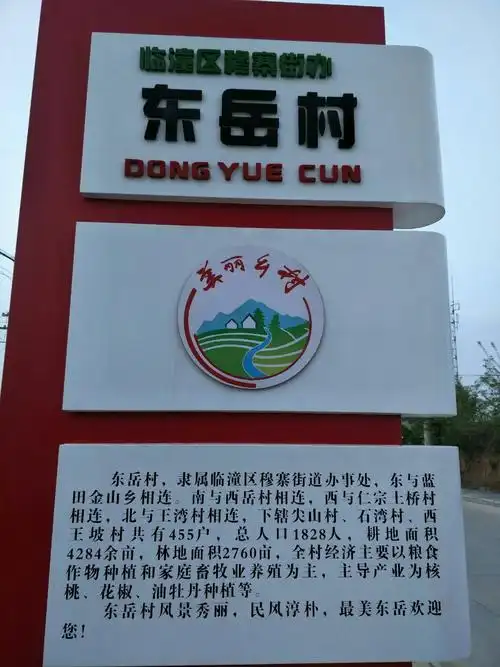 临潼区穆寨街办
东岳村
DONG YUE CUN
美丽乡村
东岳村，隶属临潼区穆寨街道办事处，东与蓝
田金山乡相连。南与西岳村相连，西与仁宗土桥村
相连，北与王湾村相连，下辖尖山村、石湾村、西
王坡村共有455户，总人口1828人，耕地面积
4284余亩，林地面积2760亩，全村经济主要以粮食
作物种植和家庭畜牧业养殖为主，主导产业为核
桃、花椒、油牡丹种植等。
东岳村风景秀丽，民风淳朴，最美东岳欢迎
您！